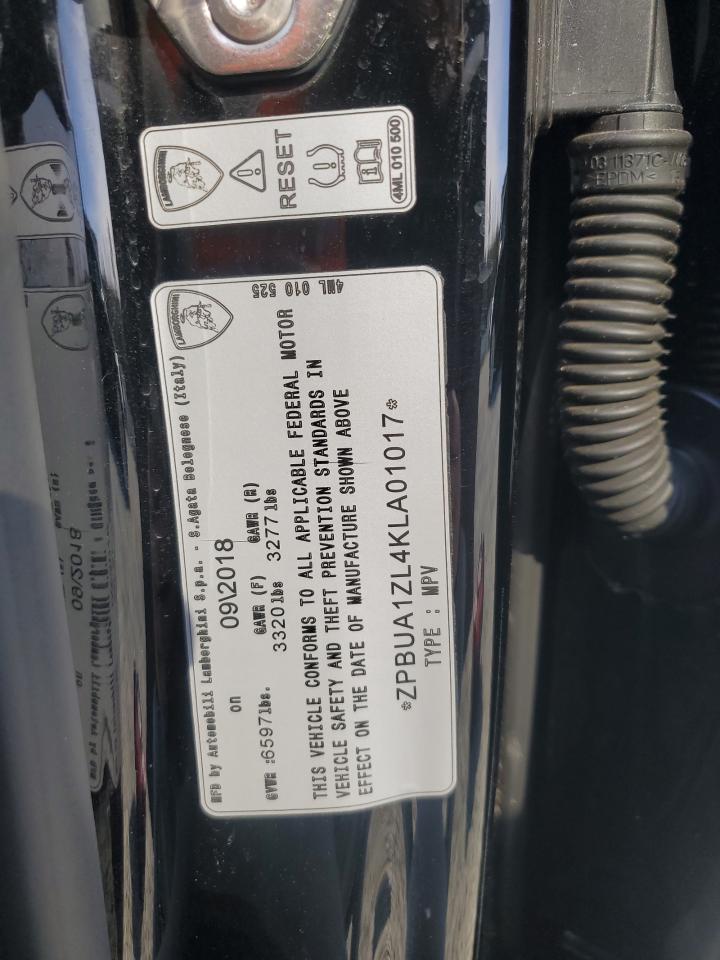 LAMBORGHINI
RESET
4ML 010 500
LAMBORGHINI
4ML
010
525
MFD by Automobili Lamborghini S.p.a. - S.Agata Bolognese (Italy)
on 09\2018
GVWR :6597lbs. GAWR (F) GAWR (R)
3320lbs 3277lbs
THIS VEHICLE CONFORMS TO ALL APPLICABLE FEDERAL MOTOR
VEHICLE SAFETY AND THEFT PREVENTION STANDARDS IN
EFFECT ON THE DATE OF MANUFACTURE SHOWN ABOVE
*ZPBUA1ZL4KLA01017*
TYPE : MPV
EPDM<